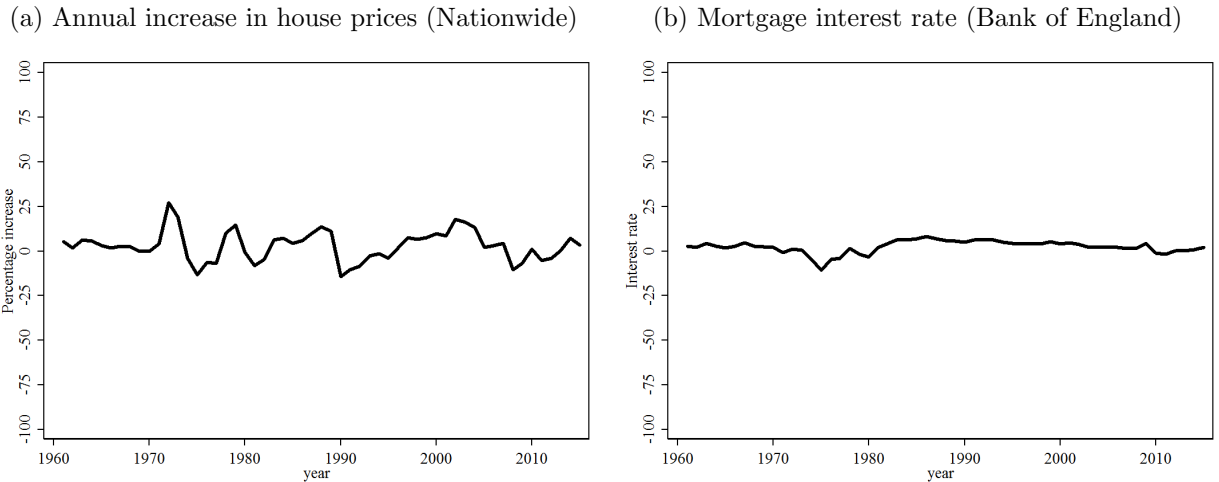 (a) Annual increase in house prices (Nationwide)
(b) Mortgage interest rate (Bank of England)
Percentage increase
100
75
50
25
0
-25
-50
-75
-100
1960 1970 1980 1990 2000 2010
year
Interest rate
100
75
50
25
0
-25
-50
-75
-100
1960 1970 1980 1990 2000 2010
year